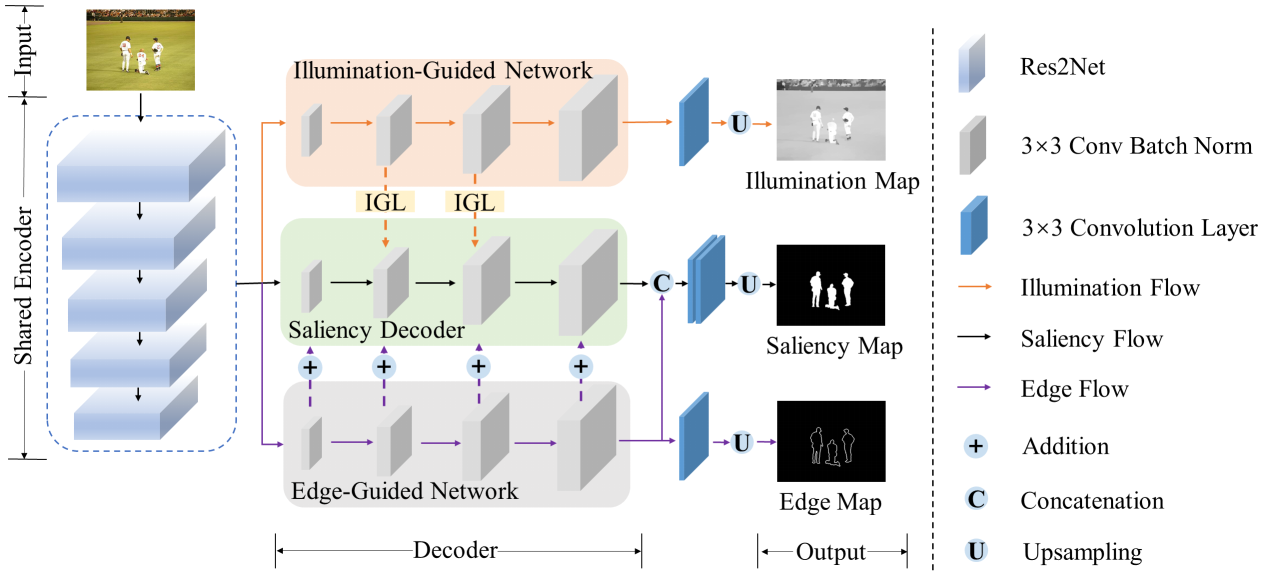 Input
Shared Encoder
Illumination-Guided Network
IGL
IGL
Saliency Decoder
+
+
+
+
Edge-Guided Network
C
U
U
U
Illumination Map
Saliency Map
Edge Map
Decoder
Output
Res2Net
3×3 Conv Batch Norm
3×3 Convolution Layer
Illumination Flow
Saliency Flow
Edge Flow
+ Addition
C Concatenation
U Upsampling